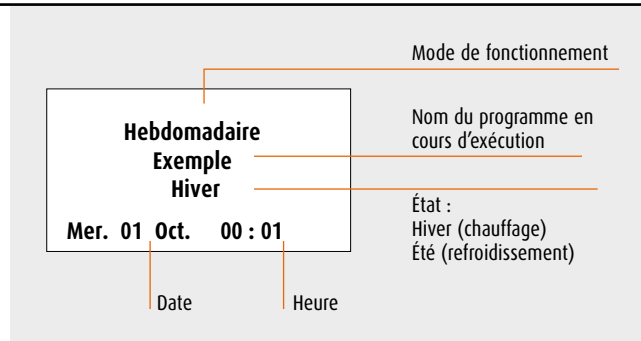 Mode de fonctionnement
Hebdomadaire
Exemple
Hiver
Mer. 01 Oct. 00 : 01
Nom du programme en
cours d’exécution
État :
Hiver (chauffage)
Été (refroidissement)
Date
Heure